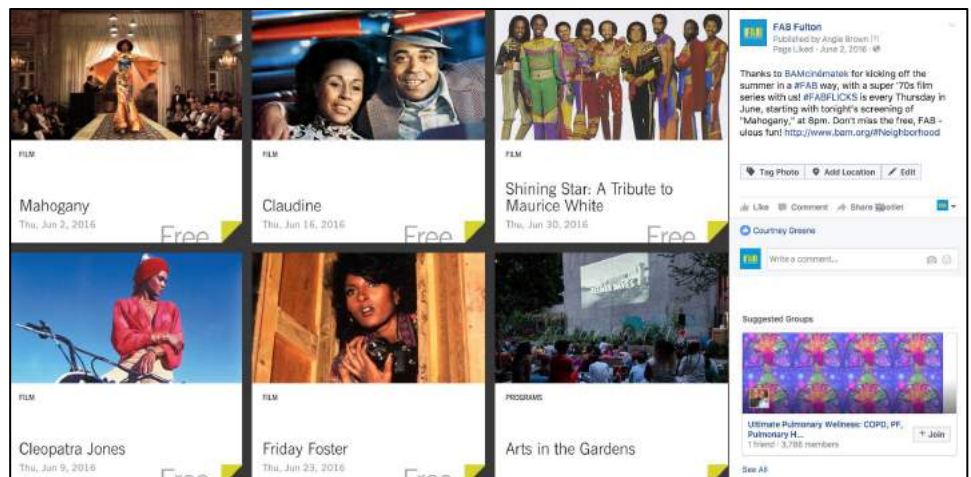 FILM
Mahogany
Thu, Jun 2, 2016
Free
FILM
Claudine
Thu, Jun 16, 2016
Free
FILM
Shining Star: A Tribute to
Maurice White
Thu, Jun 30, 2016
Free
FILM
Cleopatra Jones
Thu, Jun 9, 2016
Free
FILM
Friday Foster
Thu, Jun 23, 2016
Free
PROGRAMS
Arts in the Gardens
FAB
FAB Fulton
Published by Angie Brown [?]
Page Liked · June 2, 2016 ·
Thanks to BAMcinématek for kicking off the
summer in a #FAB way, with a super '70s film
series with us! #FABFLICKS is every Thursday in
June, starting with tonight's screening of
"Mahogany," at 8pm. Don't miss the free, FAB -
ulous fun! http://www.bam.org/#Neighborhood
Tag Photo
Add Location
Edit
Like
Comment
Share
Courtney Greene
FAB
Write a comment...
Suggested Groups
Ultimate Pulmonary Wellness: COPD, PF,
Pulmonary H...
1 friend · 3,786 members
+ Join
See All